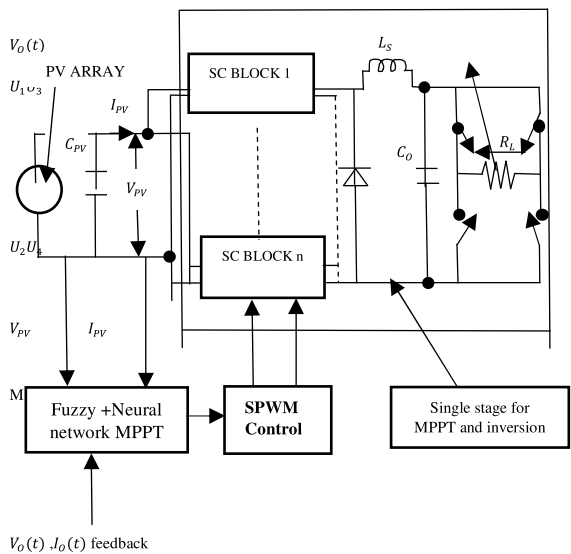 V_O(t)
PV ARRAY
SC BLOCK 1
L_S
I_PV
C_PV
V_PV
C_O
R_L
U_2U_4
SC BLOCK n
V_PV
I_PV
M
Fuzzy +Neural
network MPPT
SPWM
Control
Single stage for
MPPT and inversion
V_O(t) ,I_O(t) feedback